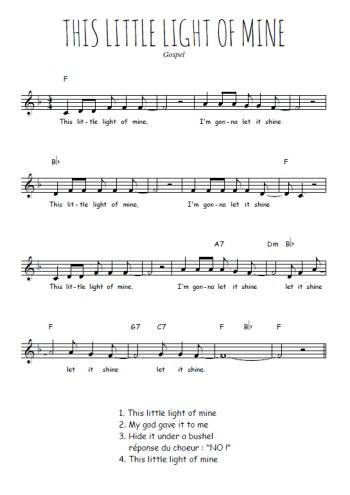 THIS LITTLE LIGHT OF MINE
Gospel
F
This lit-tle light of mine, I'm gon-na let it shine
B♭ F
This lit-tle light of mine, I'm gon-na let it shine
A7 Dm B♭
This lit-tle light of mine, I'm gon-na let it shine let it shine
F G7 C7 F B♭ F
let it shine let it shine.
1. This little light of mine
2. My god gave it to me
3. Hide it under a bushel
réponse du choeur : "NO !"
4. This little light of mine